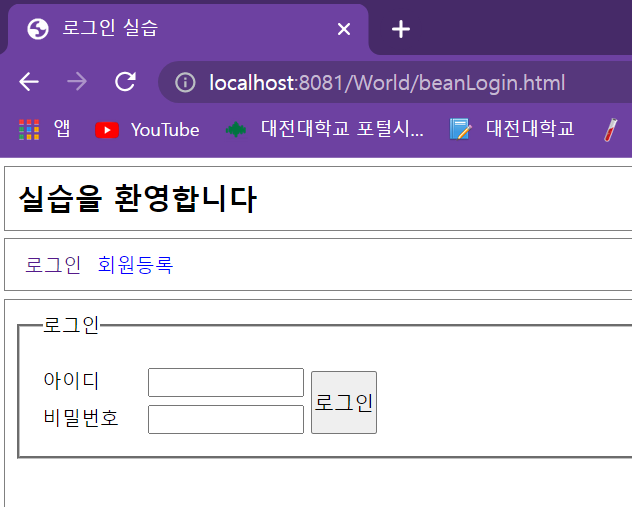 로그인 실습
localhost:8081/World/beanLogin.html
앱 YouTube 대전대학교 포털시... 대전대학교
실습을 환영합니다
로그인 회원등록
로그인
아이디
로그인
비밀번호